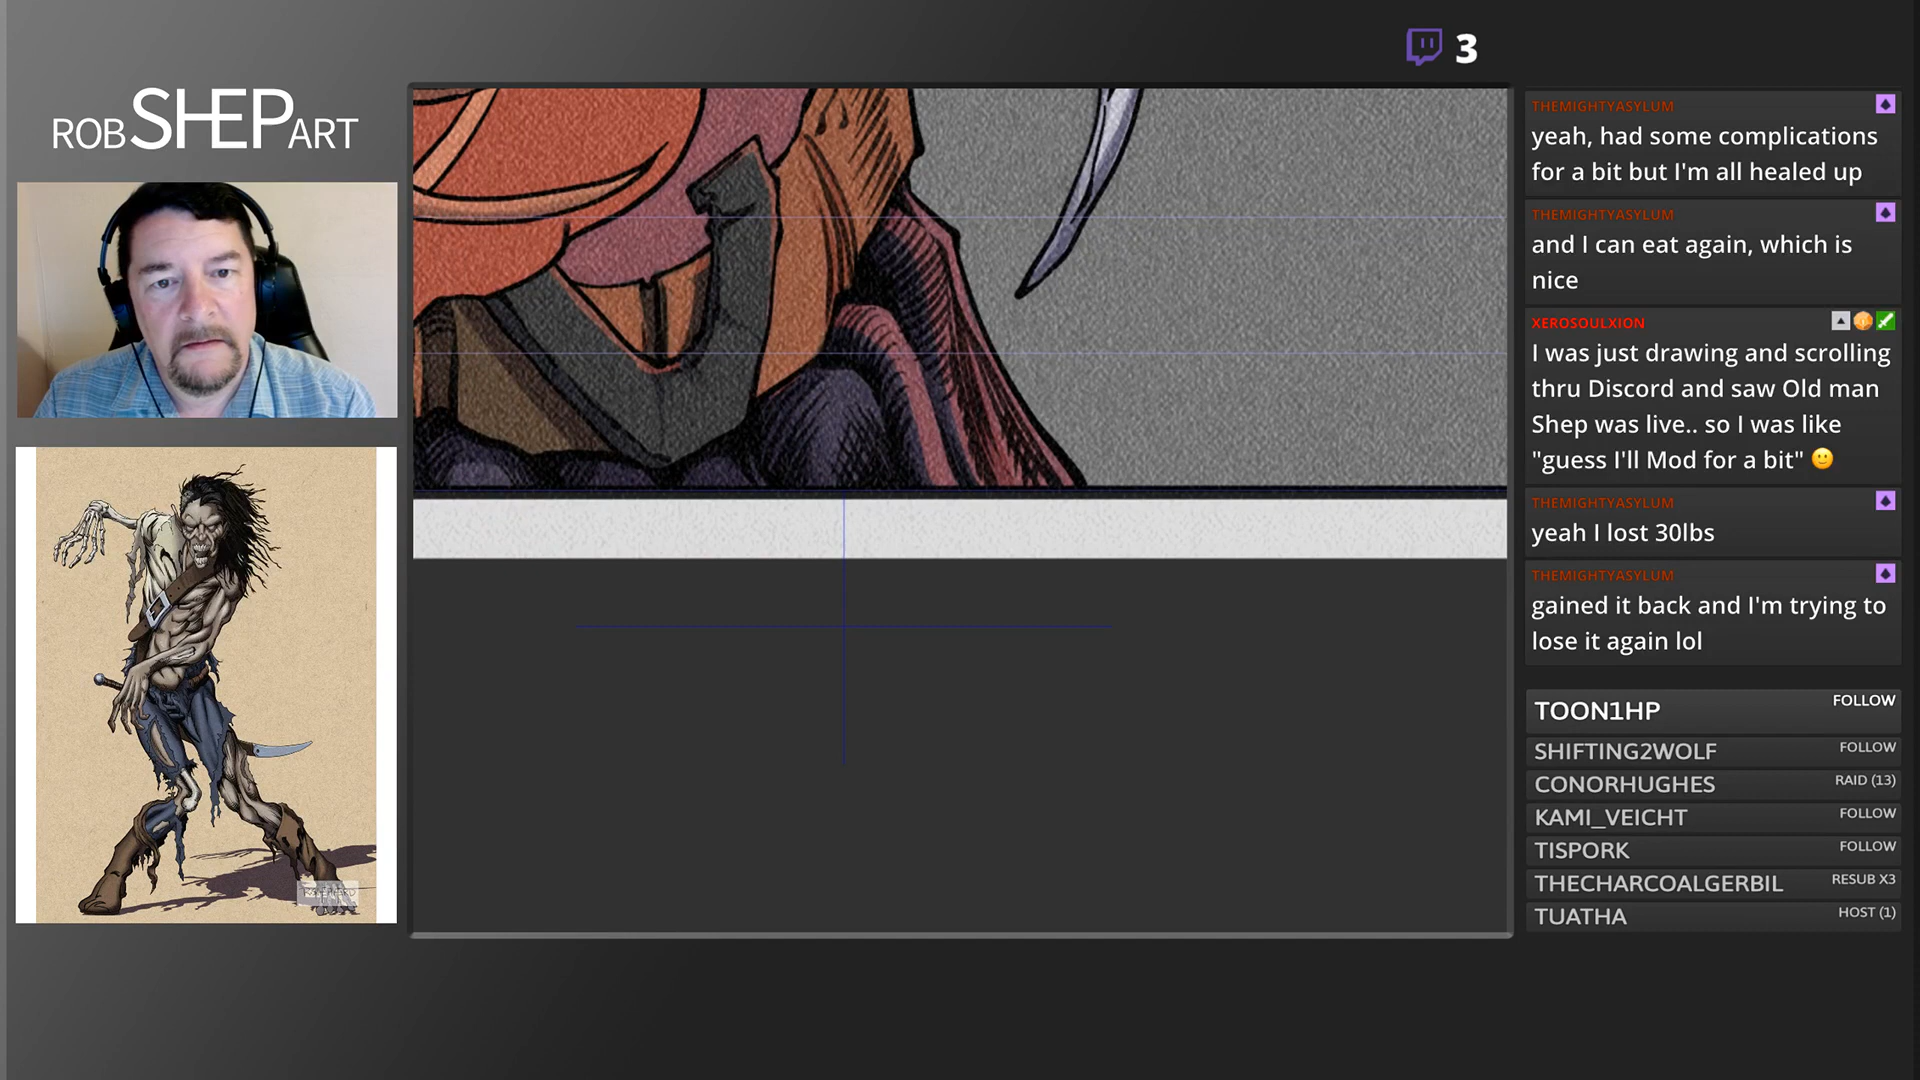 3
ROBSHEPART
THEMIGHTYASYLUM
yeah, had some complications
for a bit but I'm all healed up
THEMIGHTYASYLUM
and I can eat again, which is
nice
XEROSOULXION
I was just drawing and scrolling
thru Discord and saw Old man
Shep was live.. so I was like
"guess I'll Mod for a bit" 🙂
THEMIGHTYASYLUM
yeah I lost 30lbs
THEMIGHTYASYLUM
gained it back and I'm trying to
lose it again lol
TOON1HP FOLLOW
SHIFTING2WOLF FOLLOW
CONORHUGHES RAID (13)
KAMI_VEICHT FOLLOW
TISPORK FOLLOW
THECHARCOALGERBIL RESUB X3
TUATHA HOST (1)